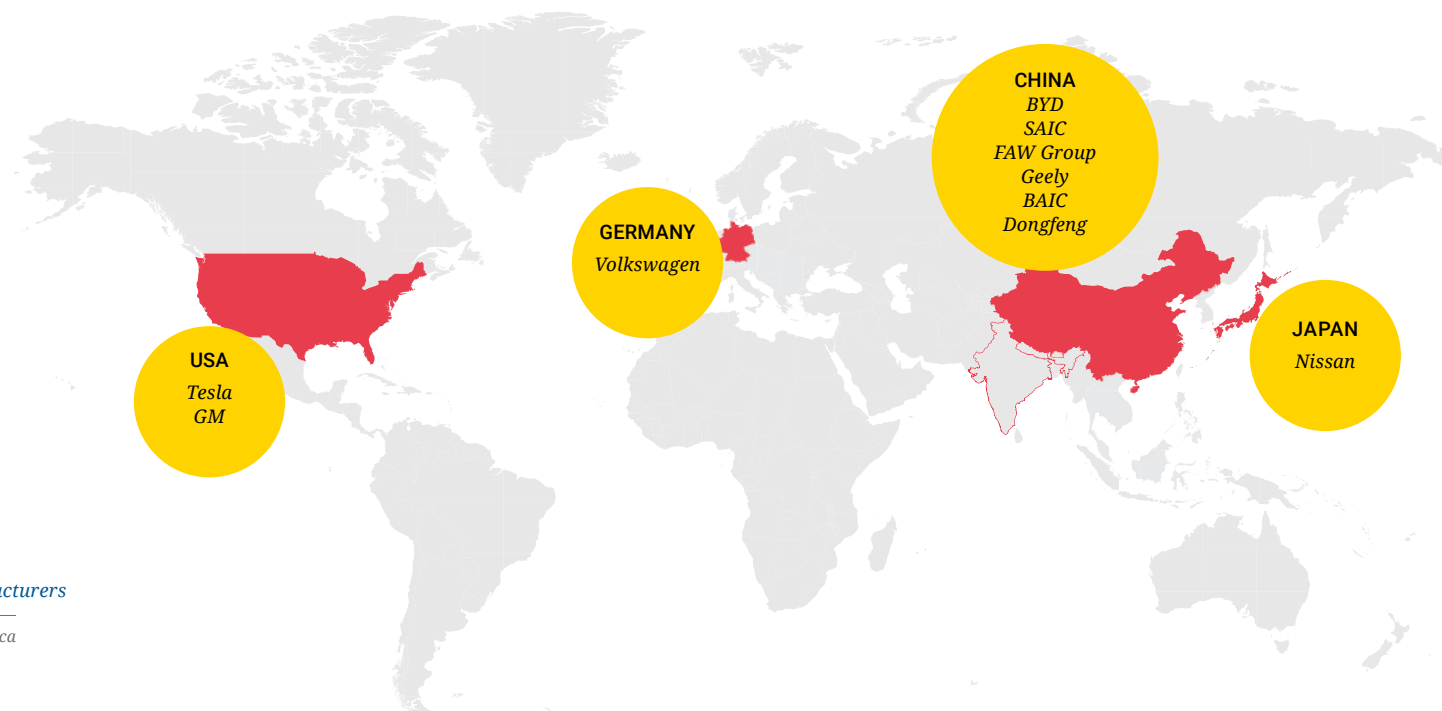 CHINA
BYD
SAIC
FAW Group
Geely
BAIC
Dongfeng
GERMANY
Volkswagen
JAPAN
Nissan
USA
Tesla
GM